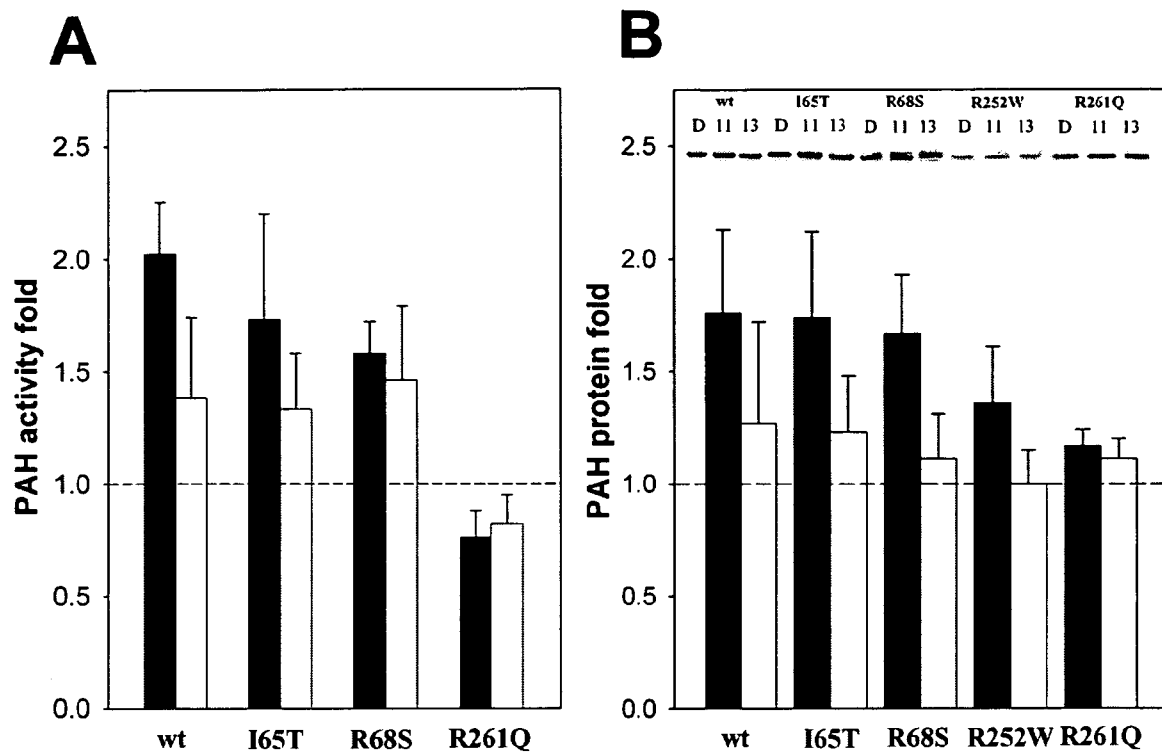 A
PAH activity fold
2.5
2.0
1.5
1.0
0.5
0.0
wt I65T R68S R261Q
B
PAH protein fold
wt I65T R68S R252W R261Q
D 11 13 D 11 13 D 11 13 D 11 13 D 11 13
2.5
2.0
1.5
1.0
0.5
0.0
wt I65T R68S R252W R261Q